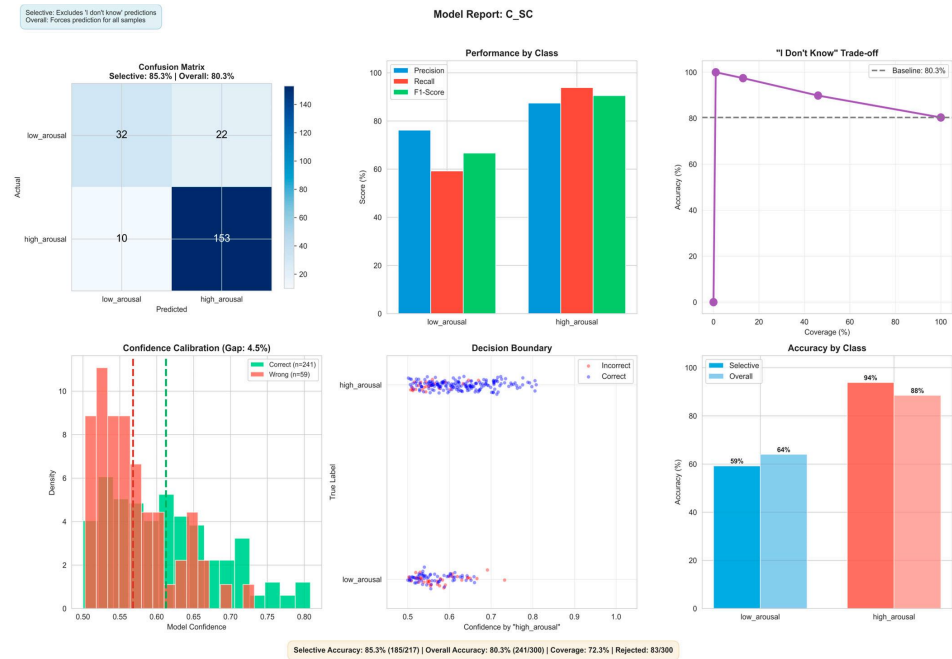 Selective: Excludes 'I don't know' predictions
Overall: Forces prediction for all samples
Model Report: C_SC
Confusion Matrix
Selective: 85.3% | Overall: 80.3%
Actual
low_arousal
high_arousal
32
22
10
153
low_arousal
high_arousal
Predicted
140
120
100
80
60
40
20
Performance by Class
Precision
Recall
F1-Score
Score (%)
100
80
60
40
20
0
low_arousal
high_arousal
"I Don't Know" Trade-off
Baseline: 80.3%
Accuracy (%)
100
80
60
40
20
0
0
20
40
60
80
100
Coverage (%)
Confidence Calibration (Gap: 4.5%)
Correct (n=241)
Wrong (n=59)
Density
10
8
6
4
2
0
0.50
0.55
0.60
0.65
0.70
0.75
0.80
Model Confidence
Decision Boundary
Incorrect
Correct
True Label
high_arousal
low_arousal
0.5
0.6
0.7
0.8
0.9
1.0
Confidence by "high_arousal"
Accuracy by Class
Selective
Overall
Accuracy (%)
100
80
60
40
20
0
59%
64%
94%
88%
low_arousal
high_arousal
Selective Accuracy: 85.3% (185/217) | Overall Accuracy: 80.3% (241/300) | Coverage: 72.3% | Rejected: 83/300